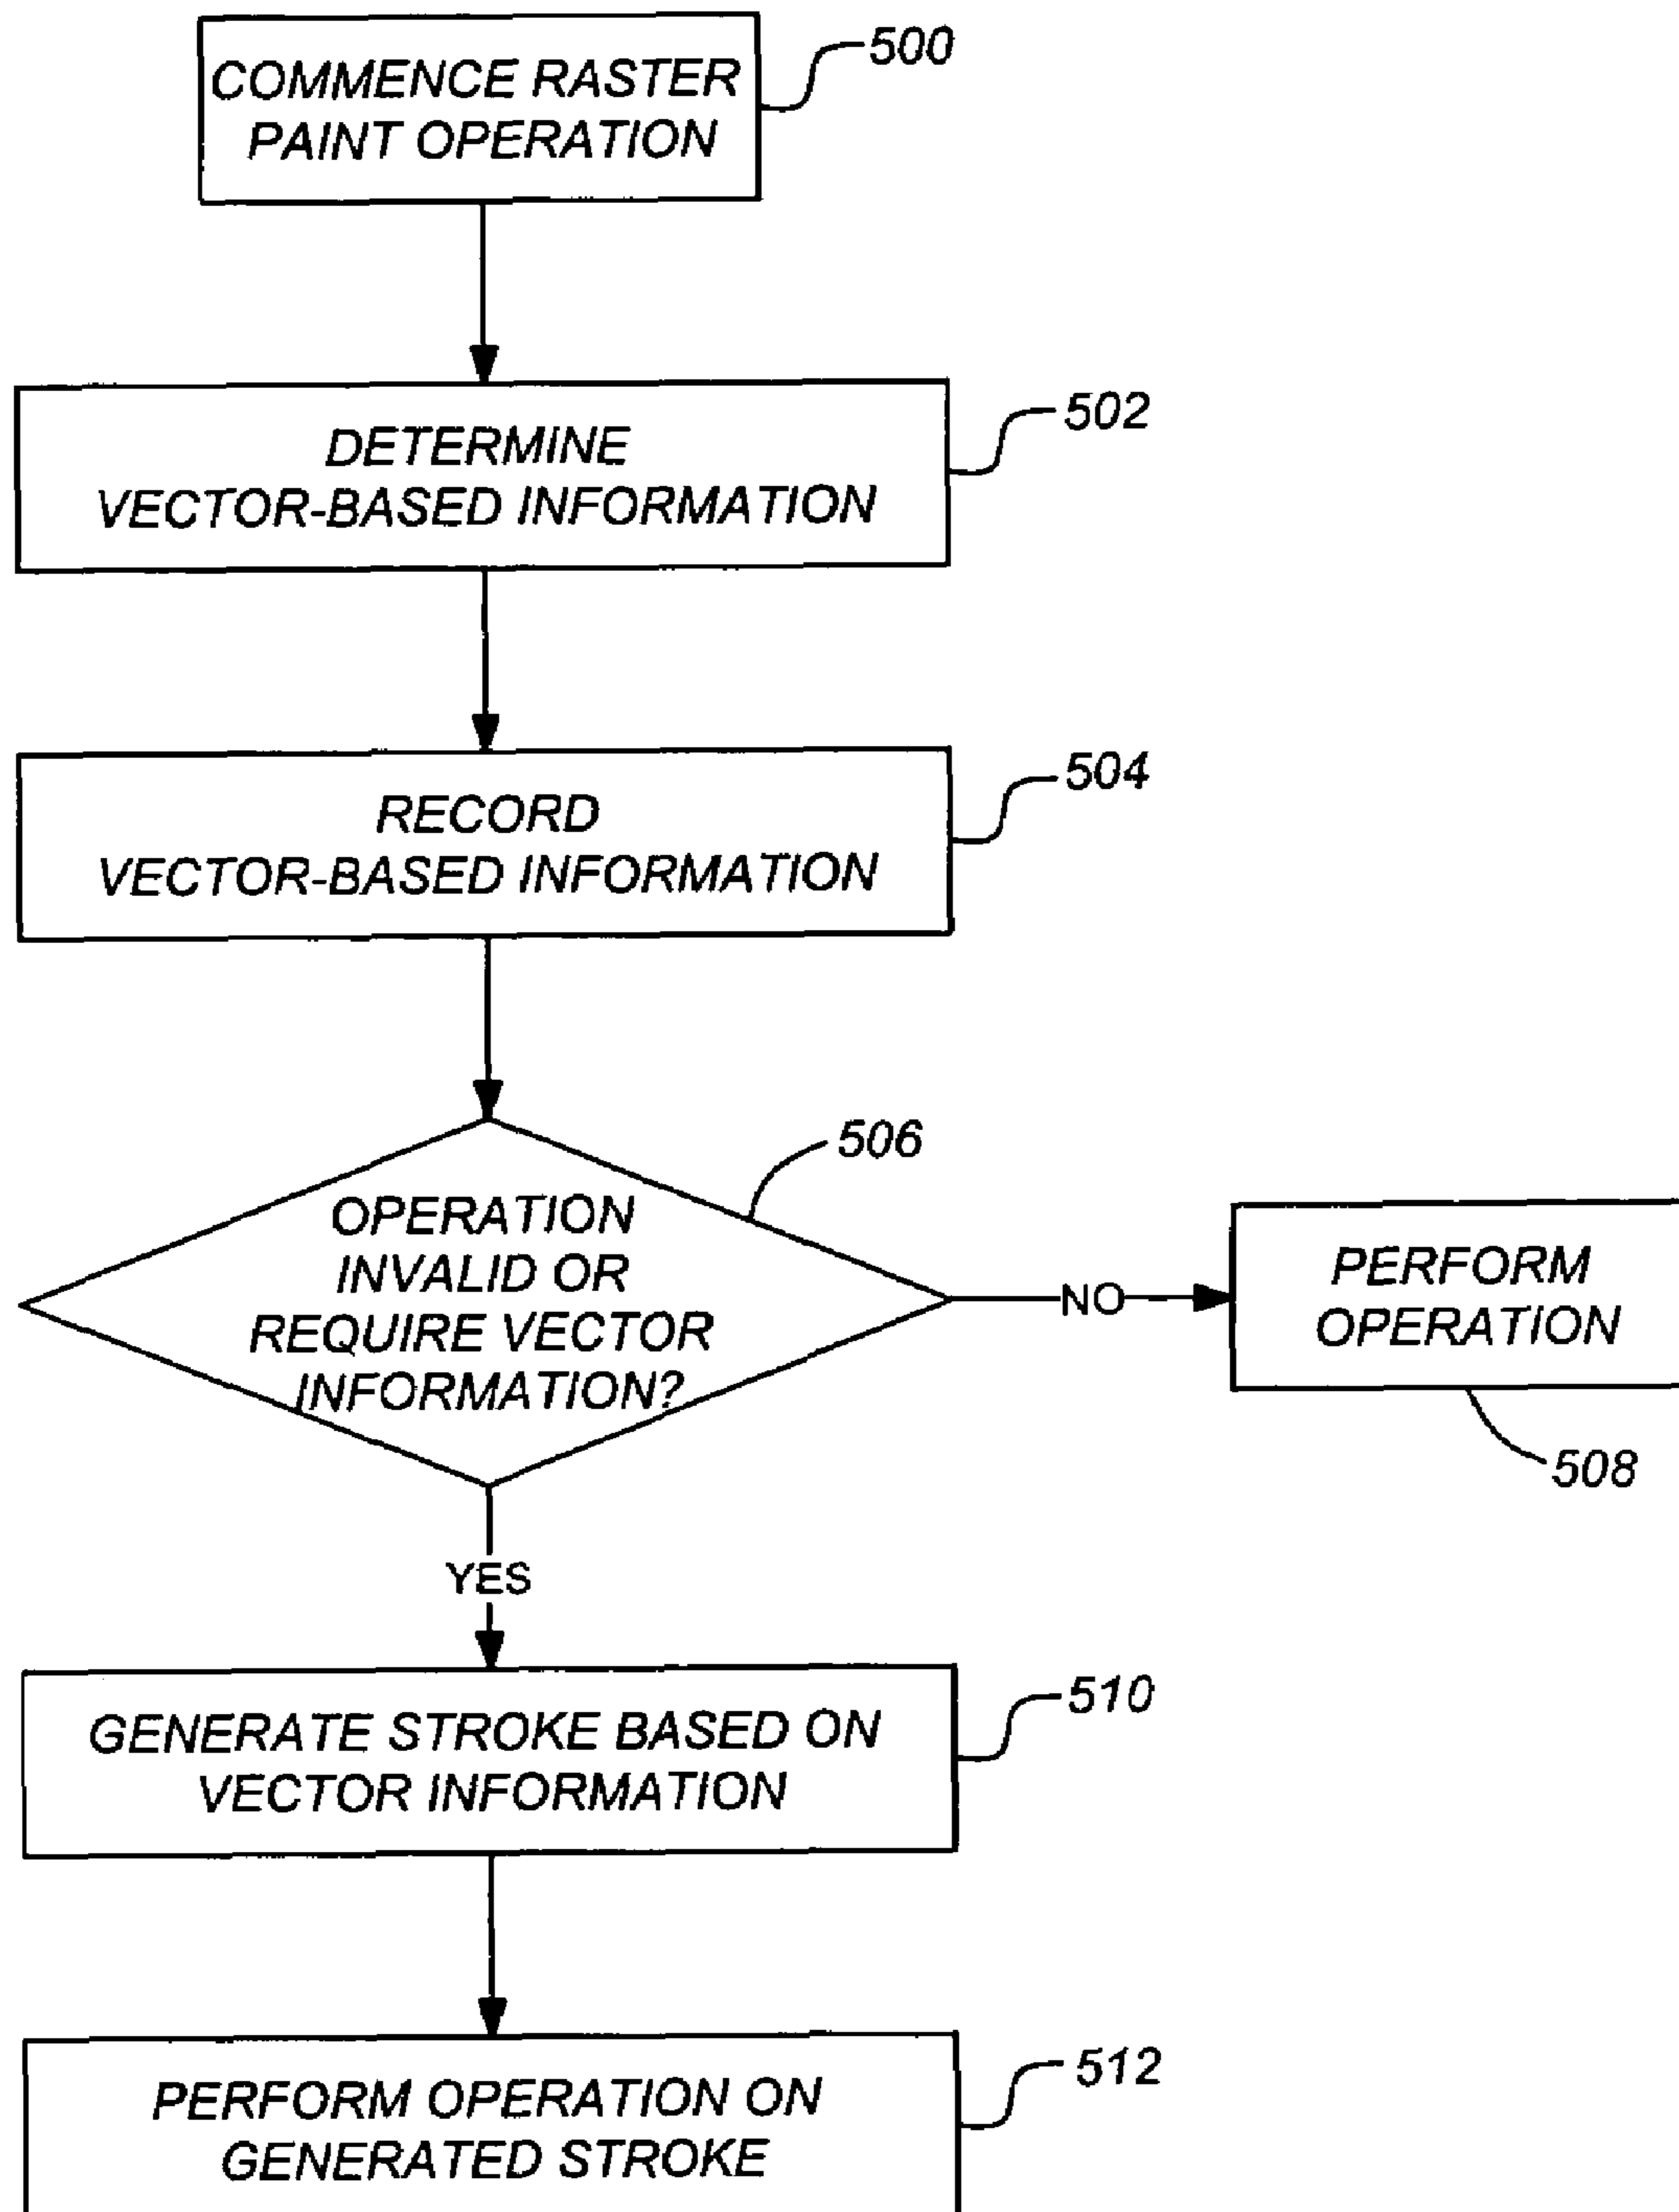 COMMENCE RASTER
PAINT OPERATION
500
DETERMINE
VECTOR-BASED INFORMATION
502
RECORD
VECTOR-BASED INFORMATION
504
OPERATION
INVALID OR
REQUIRE VECTOR
INFORMATION?
506
NO
PERFORM
OPERATION
508
YES
GENERATE STROKE BASED ON
VECTOR INFORMATION
510
PERFORM OPERATION ON
GENERATED STROKE
512